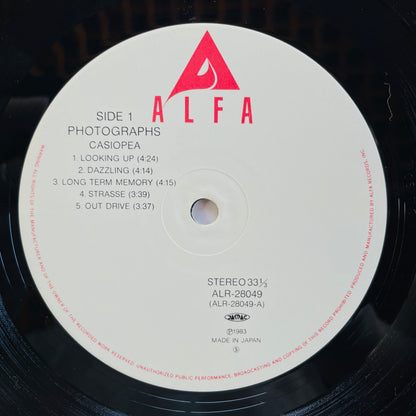 ALFA
SIDE 1
PHOTOGRAPHS
CASIOPEA
1. LOOKING UP (4:24)
2. DAZZLING (4:14)
3. LONG TERM MEMORY (4:15)
4. STRASSE (3:39)
5. OUT DRIVE (3:37)
STEREO 33⅓
ALR-28049
(ALR-28049-A)
℗1983
MADE IN JAPAN
PRODUCED AND MANUFACTURED BY ALFA RECORDS, INC.
WARNING: ALL RIGHTS OF THE MANUFACTURER AND OF THE OWNER OF THE RECORDED WORK RESERVED. UNAUTHORIZED PUBLIC PERFORMANCE, BROADCASTING AND COPYING OF THIS RECORD PROHIBITED.